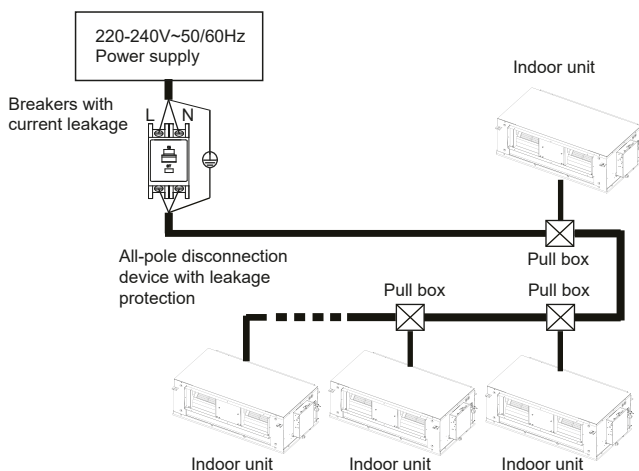 220-240V~50/60Hz
Power supply
Indoor unit
Breakers with
current leakage
L N
All-pole disconnection
device with leakage
protection
Pull box
Pull box
Pull box
Indoor unit
Indoor unit
Indoor unit